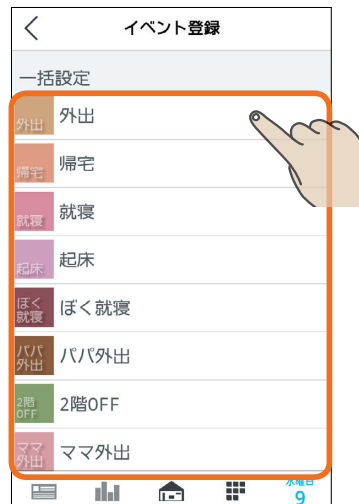 イベント登録
一括設定
外出 外出
帰宅 帰宅
就寝 就寝
起床 起床
ぼく
就寝 ぼく就寝
パパ
外出 パパ外出
2階
OFF 2階OFF
ママ
外出 ママ外出
水曜日
9